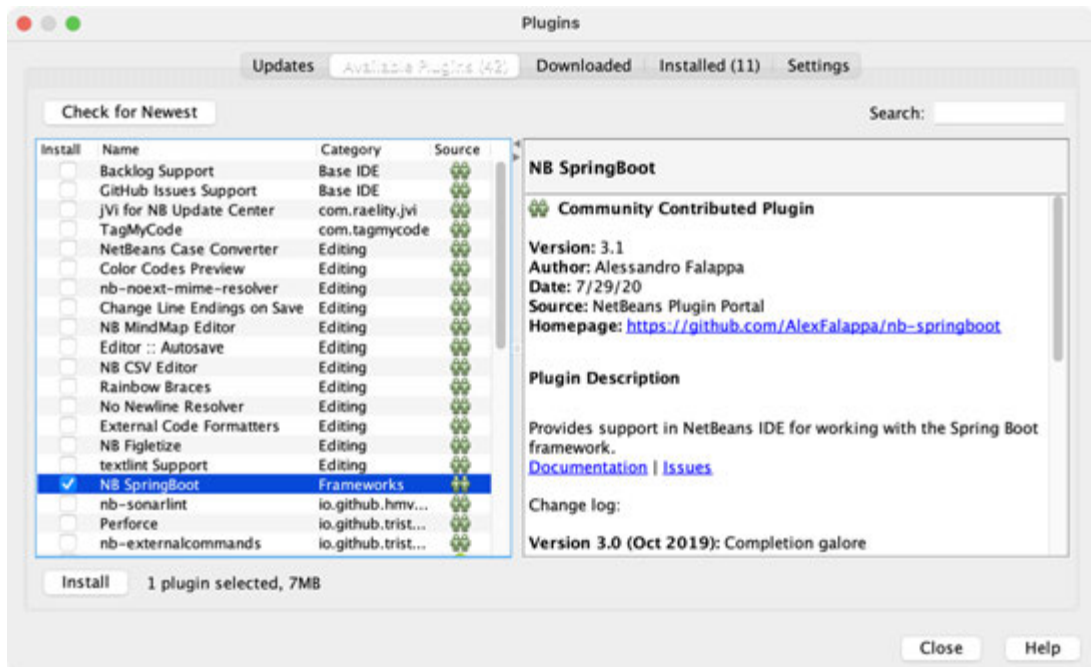 Plugins
Updates Available Plugins (42) Downloaded Installed (11) Settings
Check for Newest
Search:
Install Name Category Source
Backlog Support Base IDE
GitHub Issues Support Base IDE
jVi for NB Update Center com.raelity.jvi
TagMyCode com.tagmycode
NetBeans Case Converter Editing
Color Codes Preview Editing
nb-noext-mime-resolver Editing
Change Line Endings on Save Editing
NB MindMap Editor Editing
Editor :: Autosave Editing
NB CSV Editor Editing
Rainbow Braces Editing
No Newline Resolver Editing
External Code Formatters Editing
NB Figletize Editing
textlint Support Editing
NB SpringBoot Frameworks
nb-sonarlint io.github.hmv...
Perforce io.github.trist...
nb-externalcommands io.github.trist...
NB SpringBoot
Community Contributed Plugin
Version: 3.1
Author: Alessandro Falappa
Date: 7/29/20
Source: NetBeans Plugin Portal
Homepage: https://github.com/AlexFalappa/nb-springboot
Plugin Description
Provides support in NetBeans IDE for working with the Spring Boot
framework.
Documentation | Issues
Change log:
Version 3.0 (Oct 2019): Completion galore
Install 1 plugin selected, 7MB
Close Help